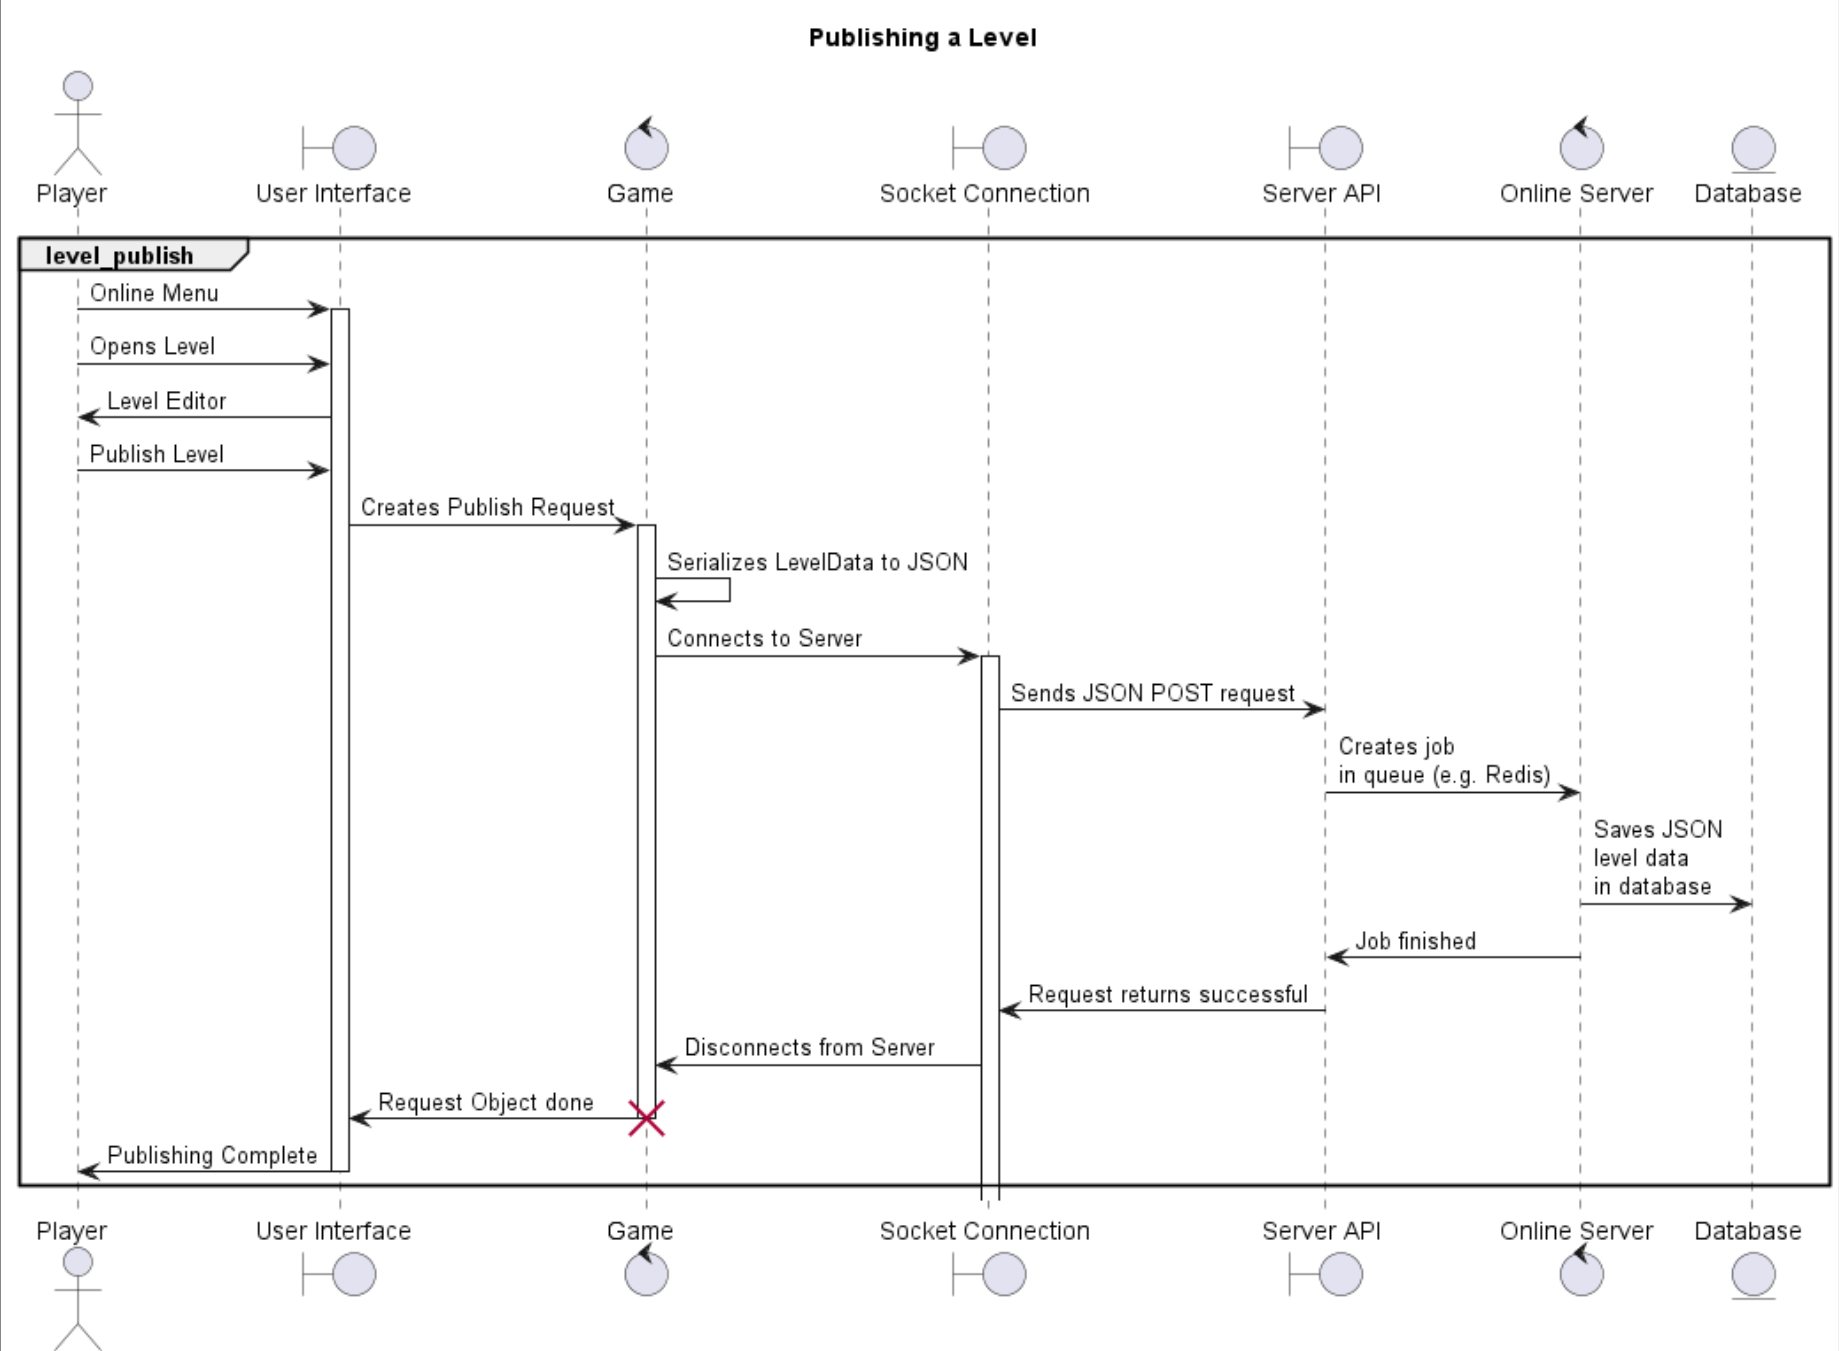 Publishing a Level
Player
User Interface
Game
Socket Connection
Server API
Online Server
Database
level_publish
Online Menu
Opens Level
Level Editor
Publish Level
Creates Publish Request
Serializes LevelData to JSON
Connects to Server
Sends JSON POST request
Creates job
in queue (e.g. Redis)
Saves JSON
level data
in database
Job finished
Request returns successful
Disconnects from Server
Request Object done
Publishing Complete
Player
User Interface
Game
Socket Connection
Server API
Online Server
Database